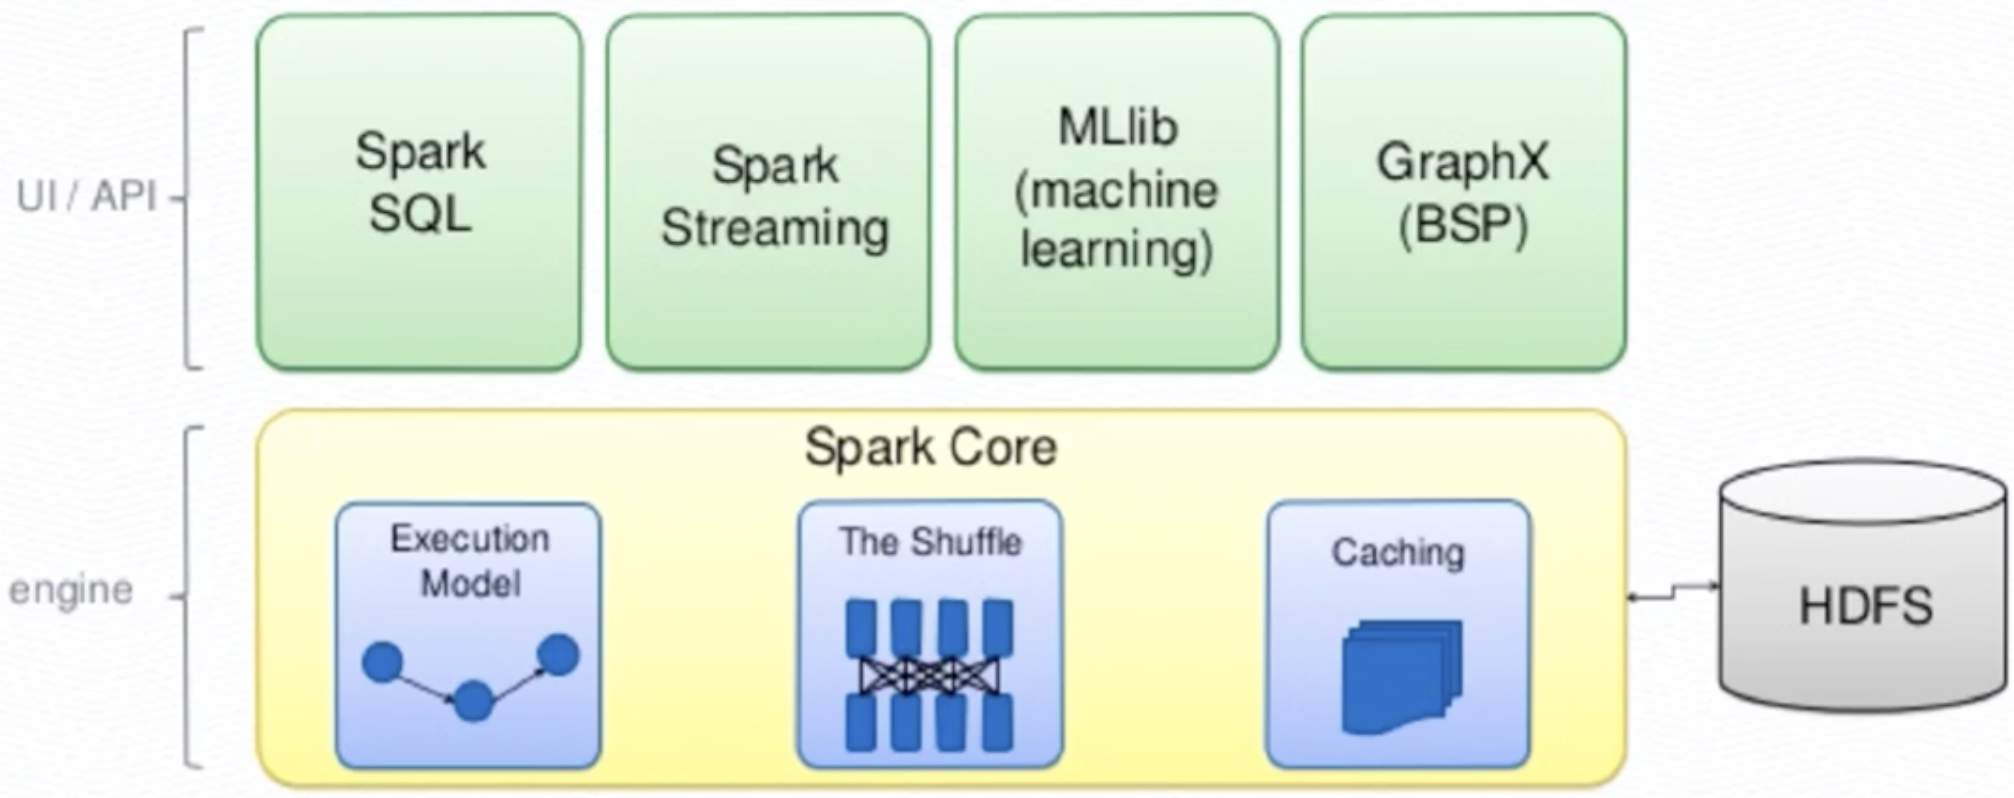 UI / API
Spark
SQL
Spark
Streaming
MLlib
(machine
learning)
GraphX
(BSP)
engine
Spark Core
Execution
Model
The Shuffle
Caching
HDFS